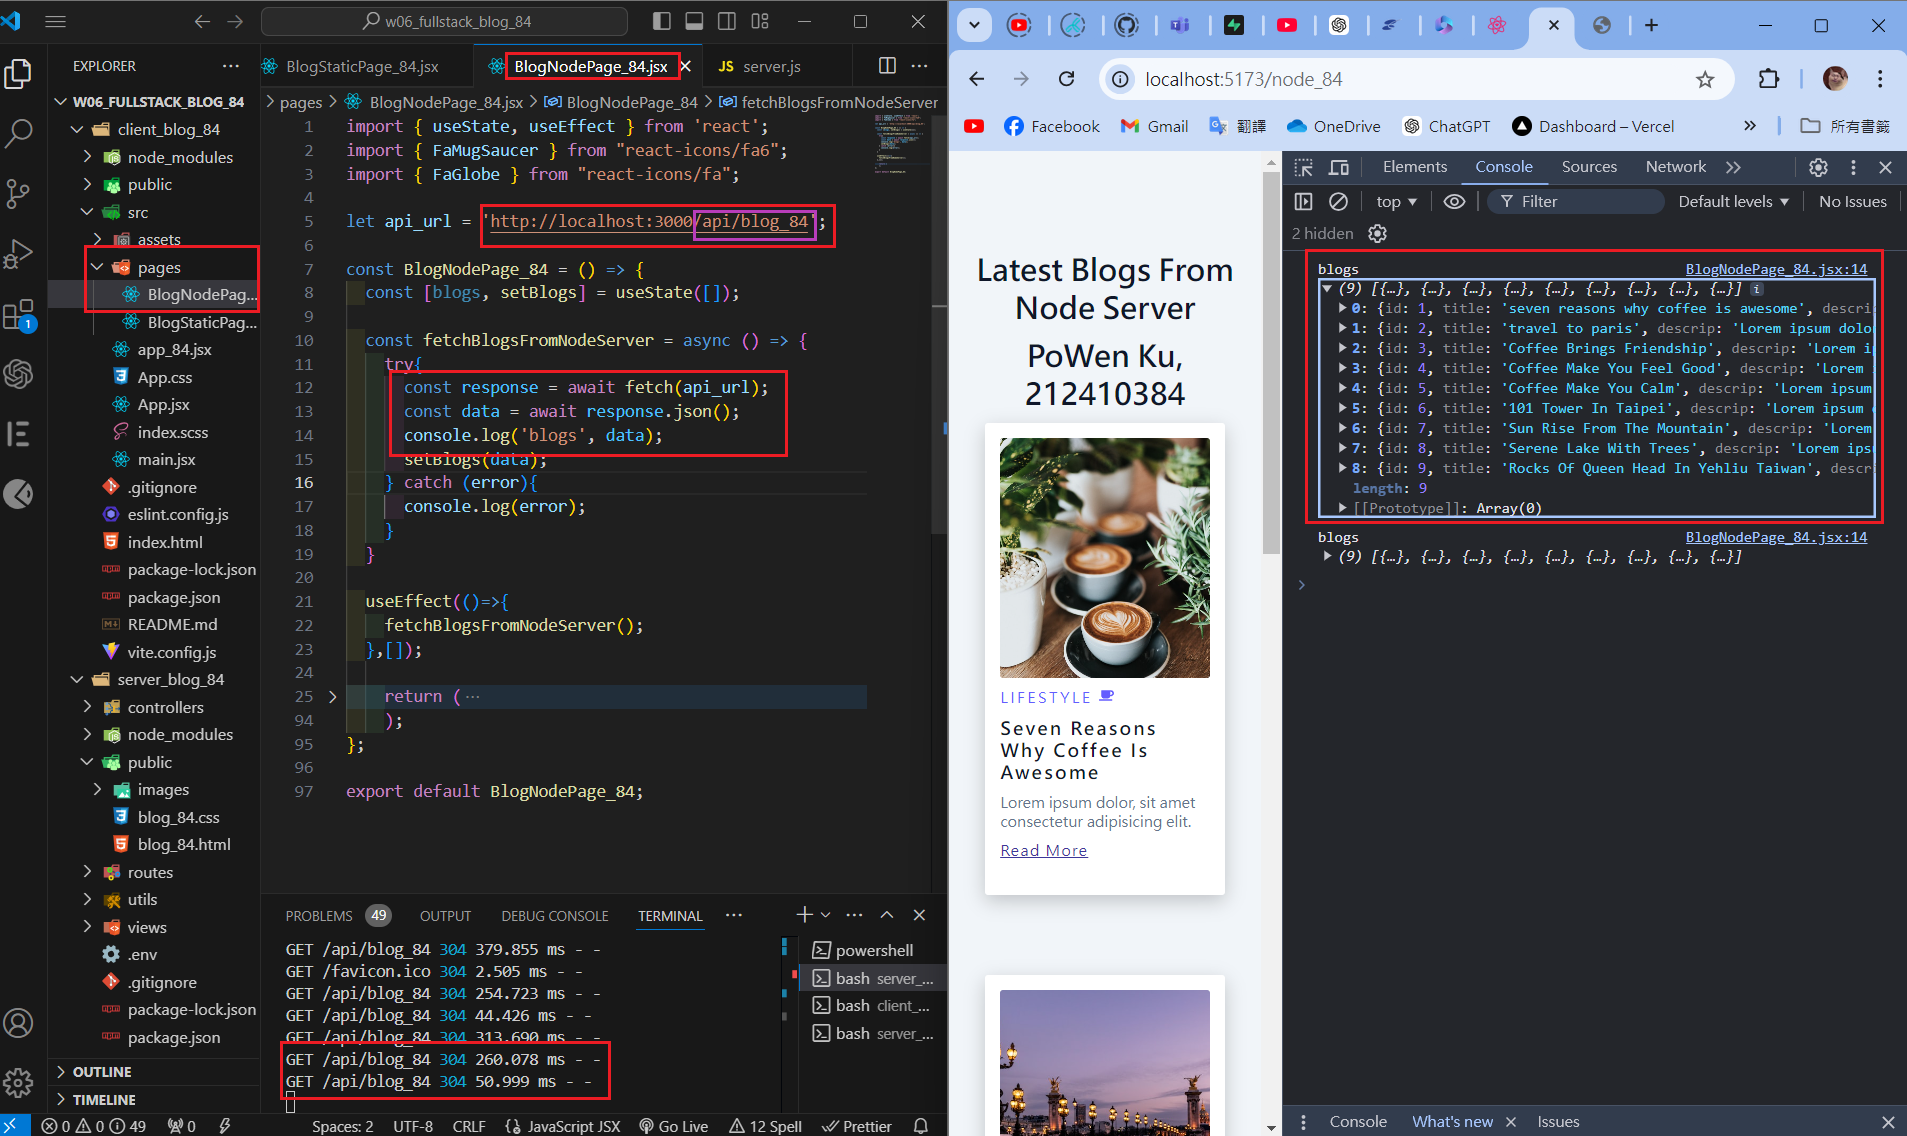 w06_fullstack_blog_84
EXPLORER
W06_FULLSTACK_BLOG_84
client_blog_84
node_modules
public
src
assets
pages
BlogNodePag...
BlogStaticPag...
app_84.jsx
App.css
App.jsx
index.scss
main.jsx
.gitignore
eslint.config.js
index.html
package-lock.json
package.json
README.md
vite.config.js
server_blog_84
controllers
node_modules
public
images
blog_84.css
blog_84.html
routes
utils
views
.env
.gitignore
package-lock.json
package.json
OUTLINE
TIMELINE
1
BlogStaticPage_84.jsx
BlogNodePage_84.jsx
JS server.js
pages > BlogNodePage_84.jsx > BlogNodePage_84 > fetchBlogsFromNodeServer
1 import { useState, useEffect } from 'react';
2 import { FaMugSaucer } from "react-icons/fa6";
3 import { FaGlobe } from "react-icons/fa";
4
5 let api_url = 'http://localhost:3000/api/blog_84';
6
7 const BlogNodePage_84 = () => {
8 const [blogs, setBlogs] = useState([]);
9
10 const fetchBlogsFromNodeServer = async () => {
11 try{
12 const response = await fetch(api_url);
13 const data = await response.json();
14 console.log('blogs', data);
15 setBlogs(data);
16 } catch (error){
17 console.log(error);
18 }
19 }
20
21 useEffect(()=>{
22 fetchBlogsFromNodeServer();
23 },[]);
24
25 return ( ⋯
94 );
95 };
96
97 export default BlogNodePage_84;
PROBLEMS 49 OUTPUT DEBUG CONSOLE TERMINAL
GET /api/blog_84 304 379.855 ms - -
GET /favicon.ico 304 2.505 ms - -
GET /api/blog_84 304 254.723 ms - -
GET /api/blog_84 304 44.426 ms - -
GET /api/blog_84 304 313.690 ms - -
GET /api/blog_84 304 260.078 ms - -
GET /api/blog_84 304 50.999 ms - -
powershell
bash server_...
bash client_...
bash server_...
0 0 49 0 Spaces: 2 UTF-8 CRLF JavaScript JSX Go Live 12 Spell Prettier
localhost:5173/node_84
Facebook Gmail 翻譯 OneDrive ChatGPT Dashboard – Vercel 所有書籤
Latest Blogs From
Node Server
PoWen Ku,
212410384
LIFESTYLE
Seven Reasons
Why Coffee Is
Awesome
Lorem ipsum dolor, sit amet
consectetur adipisicing elit.
Read More
Elements Console Sources Network
top Filter Default levels No Issues
2 hidden
blogs BlogNodePage_84.jsx:14
(9) [{…}, {…}, {…}, {…}, {…}, {…}, {…}, {…}, {…}] i
0: {id: 1, title: 'seven reasons why coffee is awesome', descri
1: {id: 2, title: 'travel to paris', descrip: 'Lorem ipsum dolo
2: {id: 3, title: 'Coffee Brings Friendship', descrip: 'Lorem i
3: {id: 4, title: 'Coffee Make You Feel Good', descrip: 'Lorem
4: {id: 5, title: 'Coffee Make You Calm', descrip: 'Lorem ipsum
5: {id: 6, title: '101 Tower In Taipei', descrip: 'Lorem ipsum
6: {id: 7, title: 'Sun Rise From The Mountain', descrip: 'Lorem
7: {id: 8, title: 'Serene Lake With Trees', descrip: 'Lorem ips
8: {id: 9, title: 'Rocks Of Queen Head In Yehliu Taiwan', descr
length: 9
[[Prototype]]: Array(0)
blogs BlogNodePage_84.jsx:14
(9) [{…}, {…}, {…}, {…}, {…}, {…}, {…}, {…}, {…}]
Console What's new Issues